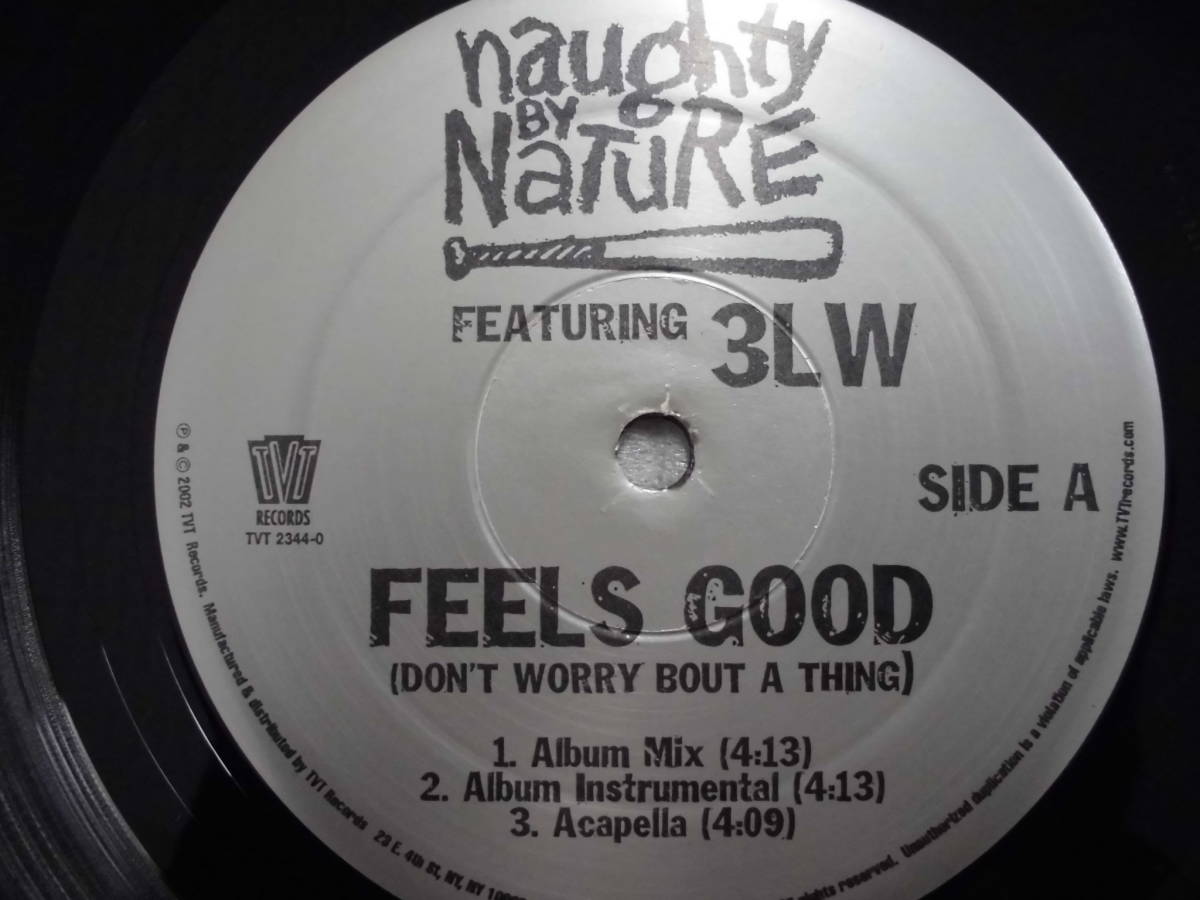 naughty
BY
NaTuRE
FEATURING 3LW
TVT
RECORDS
TVT 2344-0
SIDE A
FEELS GOOD
(DON'T WORRY BOUT A THING)
1. Album Mix (4:13)
2. Album Instrumental (4:13)
3. Acapella (4:09)
℗ & © 2002 TVT Records. Manufactured & distributed by TVT Records 23 E. 4th St, NY, NY
rights reserved. Unauthorized duplication is a violation of applicable laws. www.TVTrecords.com